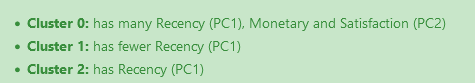 • Cluster 0: has many Recency (PC1), Monetary and Satisfaction (PC2)
• Cluster 1: has fewer Recency (PC1)
• Cluster 2: has Recency (PC1)